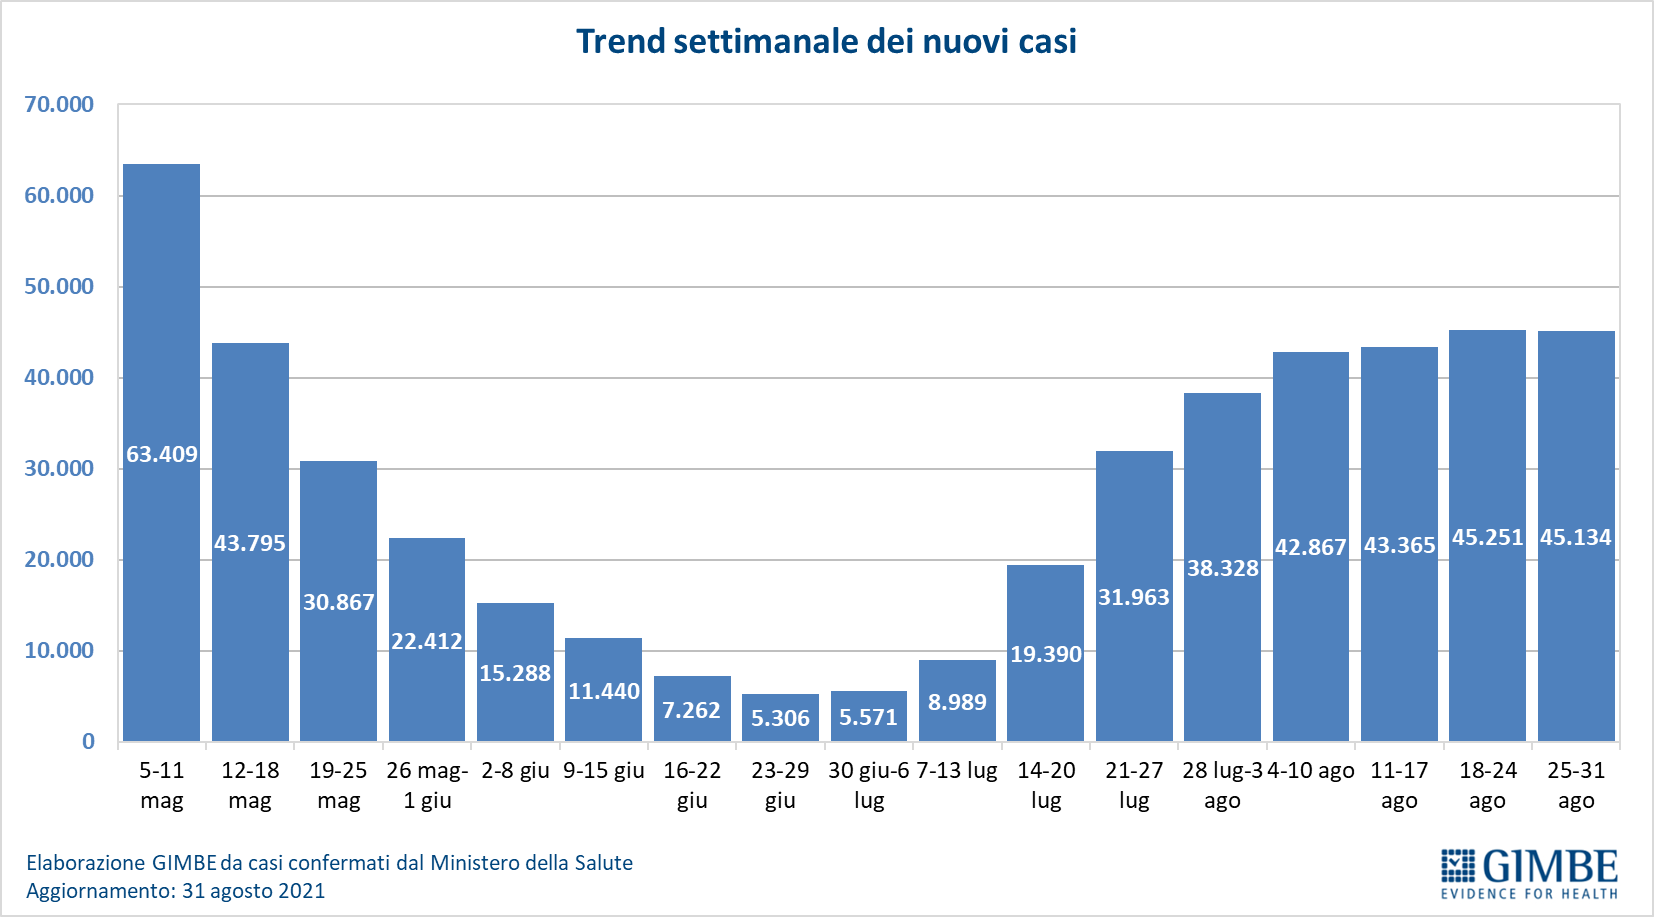 Trend settimanale dei nuovi casi
70.000
60.000
50.000
40.000
30.000
20.000
10.000
0
63.409
43.795
30.867
22.412
15.288
11.440
7.262
5.306
5.571
8.989
19.390
31.963
38.328
42.867
43.365
45.251
45.134
5-11
mag
12-18
mag
19-25
mag
26 mag-
1 giu
2-8 giu
9-15 giu
16-22
giu
23-29
giu
30 giu-6
lug
7-13 lug
14-20
lug
21-27
lug
28 lug-3
ago
4-10 ago
11-17
ago
18-24
ago
25-31
ago
Elaborazione GIMBE da casi confermati dal Ministero della Salute
Aggiornamento: 31 agosto 2021
GIMBE
EVIDENCE FOR HEALTH